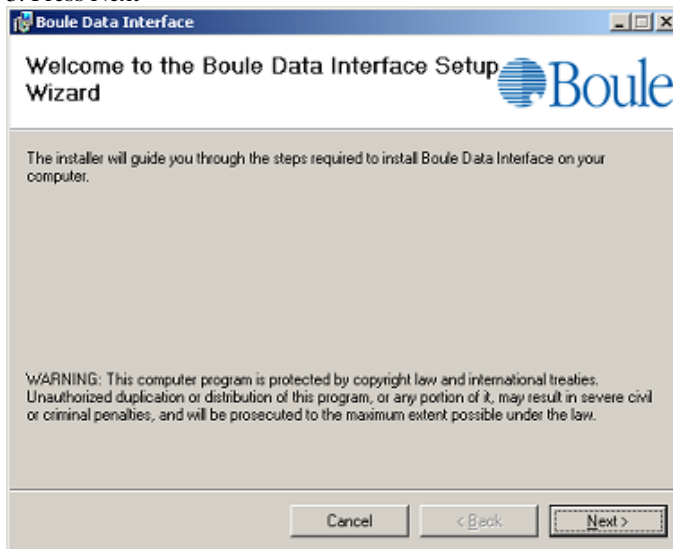 Press Next
Boule Data Interface
Welcome to the Boule Data Interface Setup
Wizard
Boule
The installer will guide you through the steps required to install Boule Data Interface on your
computer.
WARNING: This computer program is protected by copyright law and international treaties.
Unauthorized duplication or distribution of this program, or any portion of it, may result in severe civil
or criminal penalties, and will be prosecuted to the maximum extent possible under the law.
Cancel
< Back
Next >